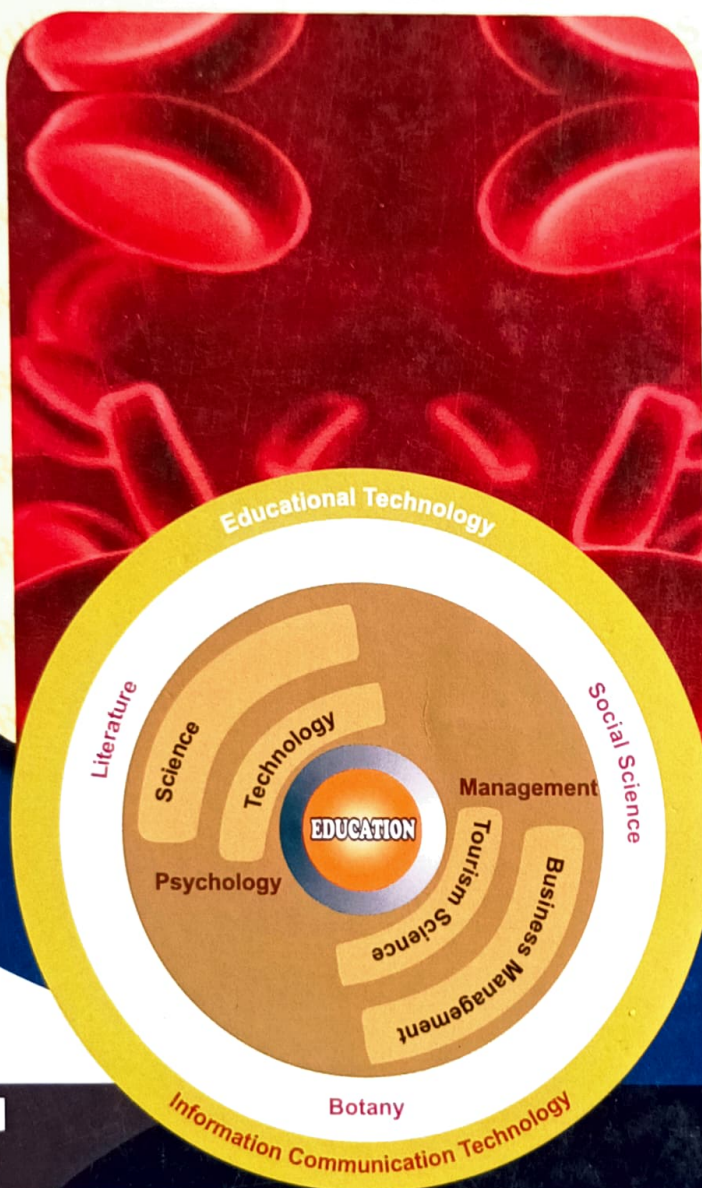 Educational Technology
Literature
Social Science
Science
Technology
Management
EDUCATION
Psychology
Tourism Science
Business Management
Botany
Information Communication Technology